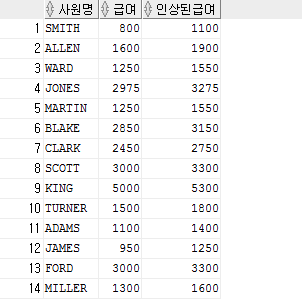 사원명 급여 인상된급여
1 SMITH 800 1100
2 ALLEN 1600 1900
3 WARD 1250 1550
4 JONES 2975 3275
5 MARTIN 1250 1550
6 BLAKE 2850 3150
7 CLARK 2450 2750
8 SCOTT 3000 3300
9 KING 5000 5300
10 TURNER 1500 1800
11 ADAMS 1100 1400
12 JAMES 950 1250
13 FORD 3000 3300
14 MILLER 1300 1600